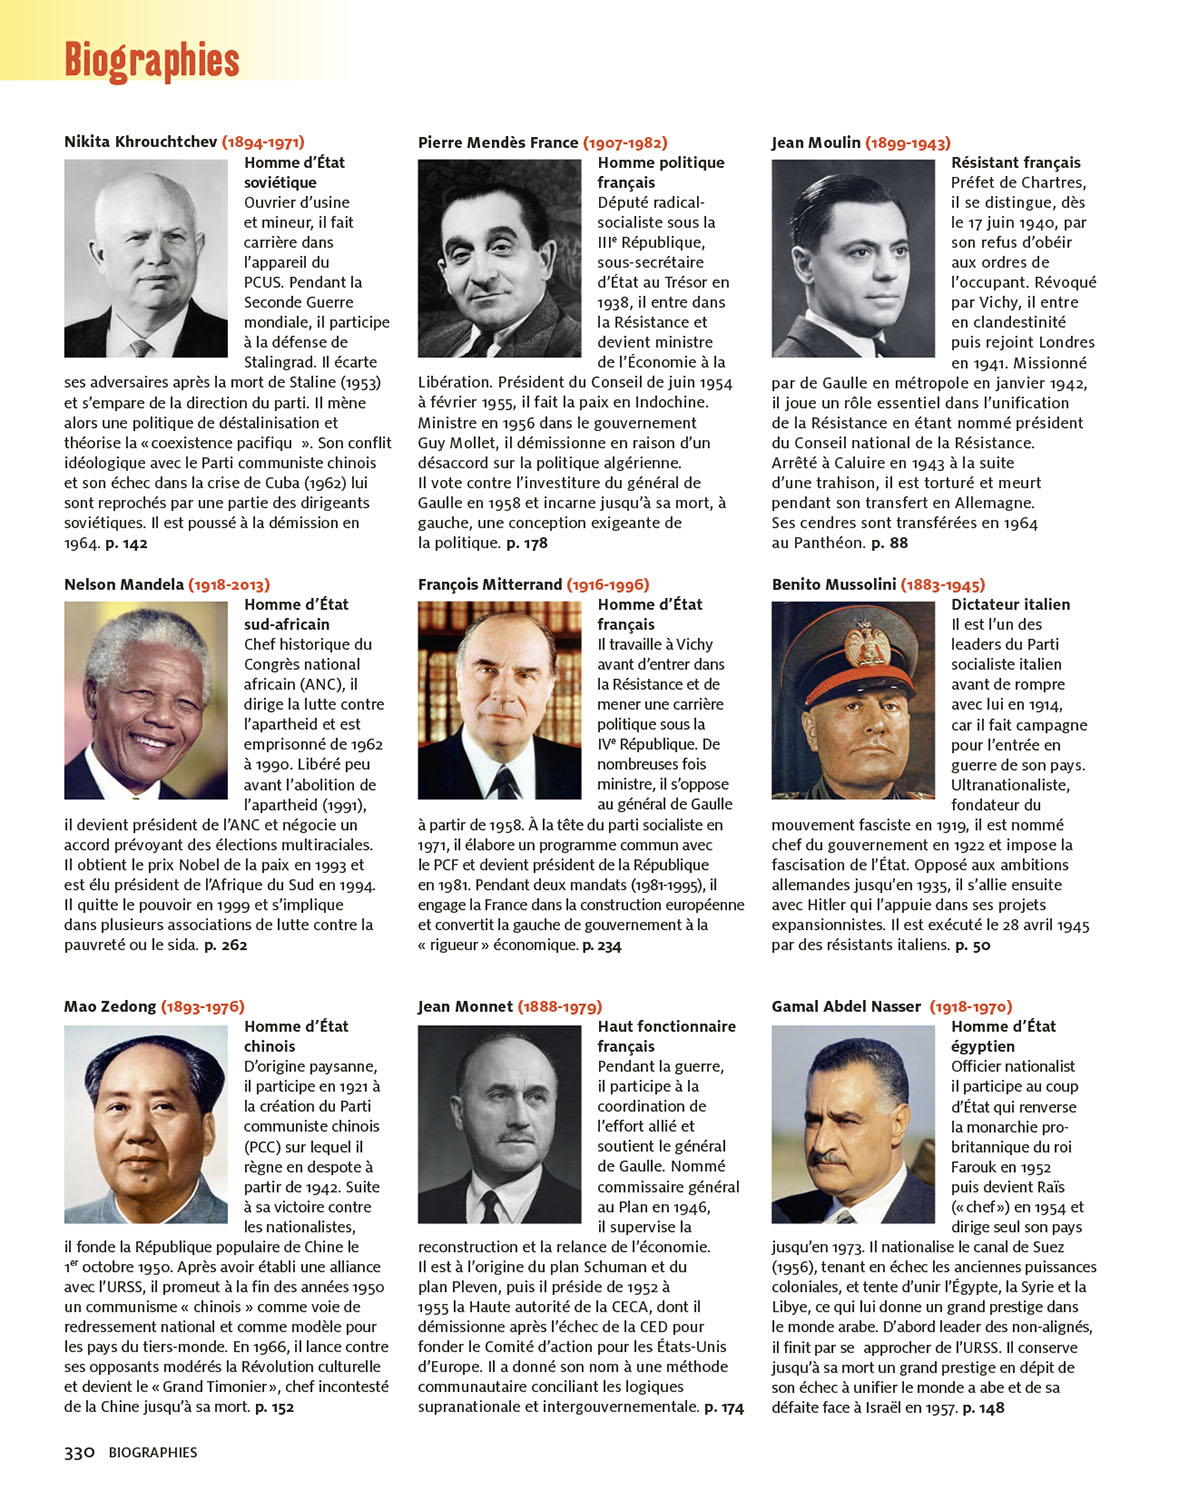 Biographies
Nikita Khrouchtchev (1894-1971)
Homme d'État
soviétique
Ouvrier d'usine
et mineur, il fait
carrière dans
l'appareil du
PCUS. Pendant la
Seconde Guerre
mondiale, il participe
à la défense de
Stalingrad. Il écarte
ses adversaires après la mort de Staline (1953)
et s'empare de la direction du parti. Il mène
alors une politique de déstalinisation et
théorise la « coexistence pacifiqu ». Son conflit
idéologique avec le Parti communiste chinois
et son échec dans la crise de Cuba (1962) lui
sont reprochés par une partie des dirigeants
soviétiques. Il est poussé à la démission en
1964. p. 142
Pierre Mendès France (1907-1982)
Homme politique
français
Député radical-
socialiste sous la
IIIe République,
sous-secrétaire
d'État au Trésor en
1938, il entre dans
la Résistance et
devient ministre
de l'Économie à la
Libération. Président du Conseil de juin 1954
à février 1955, il fait la paix en Indochine.
Ministre en 1956 dans le gouvernement
Guy Mollet, il démissionne en raison d'un
désaccord sur la politique algérienne.
Il vote contre l'investiture du général de
Gaulle en 1958 et incarne jusqu'à sa mort, à
gauche, une conception exigeante de
la politique. p. 178
Jean Moulin (1899-1943)
Résistant français
Préfet de Chartres,
il se distingue, dès
le 17 juin 1940, par
son refus d'obéir
aux ordres de
l'occupant. Révoqué
par Vichy, il entre
en clandestinité
puis rejoint Londres
en 1941. Missionné
par de Gaulle en métropole en janvier 1942,
il joue un rôle essentiel dans l'unification
de la Résistance en étant nommé président
du Conseil national de la Résistance.
Arrêté à Caluire en 1943 à la suite
d'une trahison, il est torturé et meurt
pendant son transfert en Allemagne.
Ses cendres sont transférées en 1964
au Panthéon. p. 88
Nelson Mandela (1918-2013)
Homme d'État
sud-africain
Chef historique du
Congrès national
africain (ANC), il
dirige la lutte contre
l'apartheid et est
emprisonné de 1962
à 1990. Libéré peu
avant l'abolition de
l'apartheid (1991),
il devient président de l'ANC et négocie un
accord prévoyant des élections multiraciales.
Il obtient le prix Nobel de la paix en 1993 et
est élu président de l'Afrique du Sud en 1994.
Il quitte le pouvoir en 1999 et s'implique
dans plusieurs associations de lutte contre la
pauvreté ou le sida. p. 262
François Mitterrand (1916-1996)
Homme d'État
français
Il travaille à Vichy
avant d'entrer dans
la Résistance et de
mener une carrière
politique sous la
IVe République. De
nombreuses fois
ministre, il s'oppose
au général de Gaulle
à partir de 1958. À la tête du parti socialiste en
1971, il élabore un programme commun avec
le PCF et devient président de la République
en 1981. Pendant deux mandats (1981-1995), il
engage la France dans la construction européenne
et convertit la gauche de gouvernement à la
« rigueur » économique. p. 234
Benito Mussolini (1883-1945)
Dictateur italien
Il est l'un des
leaders du Parti
socialiste italien
avant de rompre
avec lui en 1914,
car il fait campagne
pour l'entrée en
guerre de son pays.
Ultranationaliste,
fondateur du
mouvement fasciste en 1919, il est nommé
chef du gouvernement en 1922 et impose la
fascisation de l'État. Opposé aux ambitions
allemandes jusqu'en 1935, il s'allie ensuite
avec Hitler qui l'appuie dans ses projets
expansionnistes. Il est exécuté le 28 avril 1945
par des résistants italiens. p. 50
Mao Zedong (1893-1976)
Homme d'État
chinois
D'origine paysanne,
il participe en 1921 à
la création du Parti
communiste chinois
(PCC) sur lequel il
règne en despote à
partir de 1942. Suite
à sa victoire contre
les nationalistes,
il fonde la République populaire de Chine le
1er octobre 1950. Après avoir établi une alliance
avec l'URSS, il promeut à la fin des années 1950
un communisme « chinois » comme voie de
redressement national et comme modèle pour
les pays du tiers-monde. En 1966, il lance contre
ses opposants modérés la Révolution culturelle
et devient le « Grand Timonier », chef incontesté
de la Chine jusqu'à sa mort. p. 152
Jean Monnet (1888-1979)
Haut fonctionnaire
français
Pendant la guerre,
il participe à la
coordination de
l'effort allié et
soutient le général
de Gaulle. Nommé
commissaire général
au Plan en 1946,
il supervise la
reconstruction et la relance de l'économie.
Il est à l'origine du plan Schuman et du
plan Pleven, puis il préside de 1952 à
1955 la Haute autorité de la CECA, dont il
démissionne après l'échec de la CED pour
fonder le Comité d'action pour les États-Unis
d'Europe. Il a donné son nom à une méthode
communautaire conciliant les logiques
supranationale et intergouvernementale. p. 174
Gamal Abdel Nasser (1918-1970)
Homme d'État
égyptien
Officier nationalist
il participe au coup
d'État qui renverse
la monarchie pro-
britannique du roi
Farouk en 1952
puis devient Raïs
(« chef ») en 1954 et
dirige seul son pays
jusqu'en 1973. Il nationalise le canal de Suez
(1956), tenant en échec les anciennes puissances
coloniales, et tente d'unir l'Égypte, la Syrie et la
Libye, ce qui lui donne un grand prestige dans
le monde arabe. D'abord leader des non-alignés,
il finit par se approcher de l'URSS. Il conserve
jusqu'à sa mort un grand prestige en dépit de
son échec à unifier le monde a abe et de sa
défaite face à Israël en 1957. p. 148
330 BIOGRAPHIES